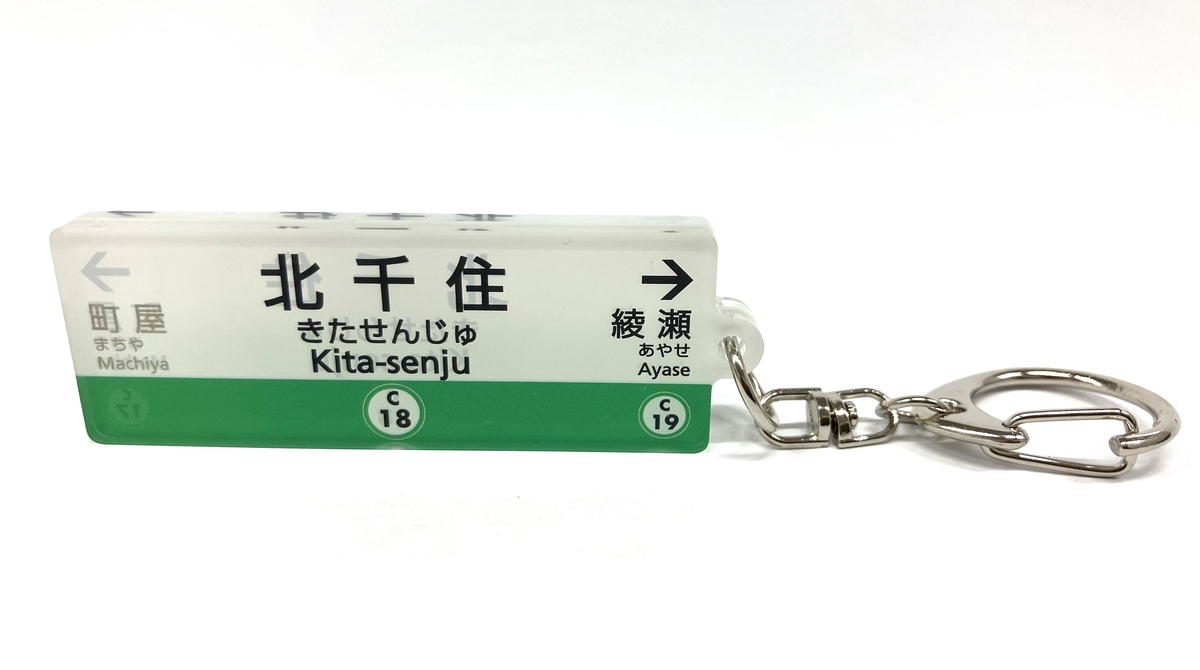 ← 北千住 →
町屋 きたせんじゅ 綾瀬
まちや Kita-senju あやせ
Machiya Ayase
C C
18 19